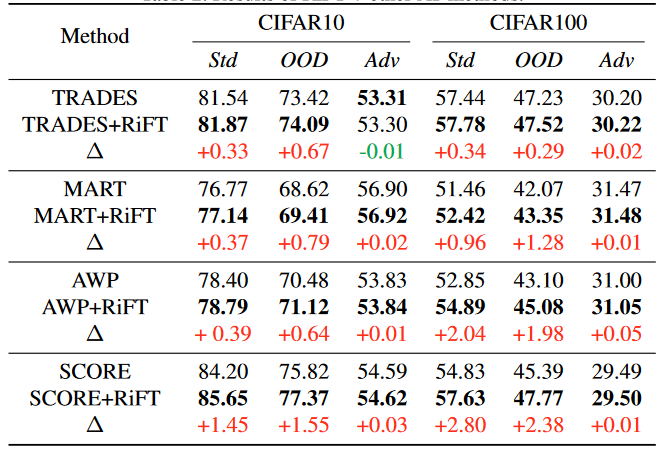 Method CIFAR10 CIFAR100
Std OOD Adv Std OOD Adv
TRADES 81.54 73.42 53.31 57.44 47.23 30.20
TRADES+RiFT 81.87 74.09 53.30 57.78 47.52 30.22
Δ +0.33 +0.67 -0.01 +0.34 +0.29 +0.02
MART 76.77 68.62 56.90 51.46 42.07 31.47
MART+RiFT 77.14 69.41 56.92 52.42 43.35 31.48
Δ +0.37 +0.79 +0.02 +0.96 +1.28 +0.01
AWP 78.40 70.48 53.83 52.85 43.10 31.00
AWP+RiFT 78.79 71.12 53.84 54.89 45.08 31.05
Δ + 0.39 +0.64 +0.01 +2.04 +1.98 +0.05
SCORE 84.20 75.82 54.59 54.83 45.39 29.49
SCORE+RiFT 85.65 77.37 54.62 57.63 47.77 29.50
Δ +1.45 +1.55 +0.03 +2.80 +2.38 +0.01